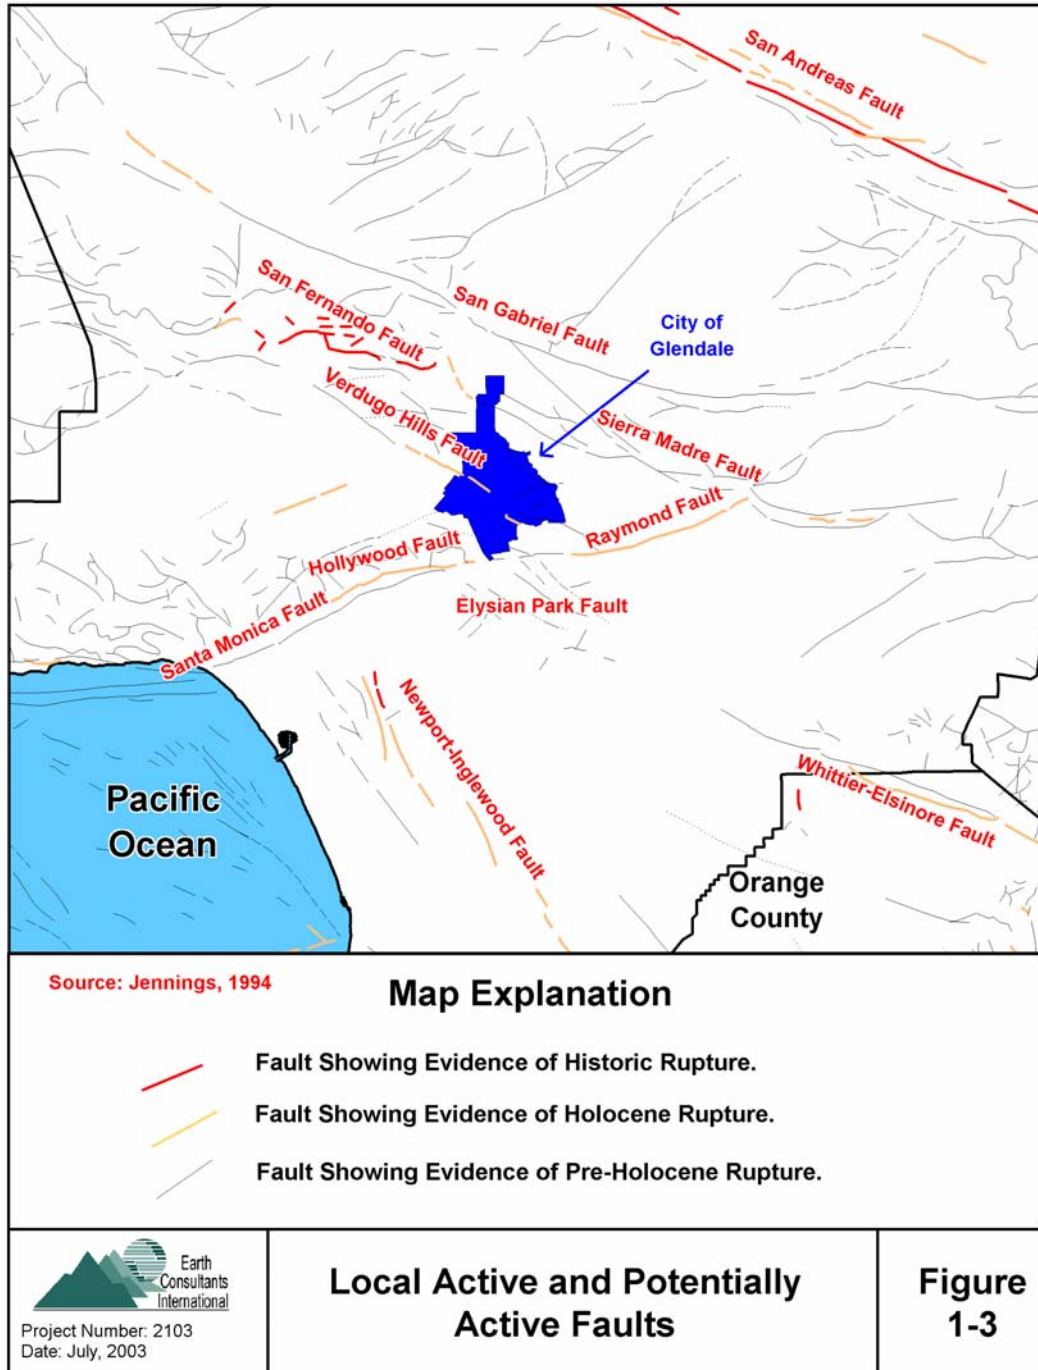 San Andreas Fault
San Fernando Fault
San Gabriel Fault
City of
Glendale
Verdugo Hills Fault
Sierra Madre Fault
Raymond Fault
Hollywood Fault
Elysian Park Fault
Santa Monica Fault
Newport-Inglewood Fault
Whittier-Elsinore Fault
Pacific
Ocean
Orange
County
Source: Jennings, 1994
Map Explanation
Fault Showing Evidence of Historic Rupture.
Fault Showing Evidence of Holocene Rupture.
Fault Showing Evidence of Pre-Holocene Rupture.
Earth
Consultants
International
Project Number: 2103
Date: July, 2003
Local Active and Potentially
Active Faults
Figure
1-3